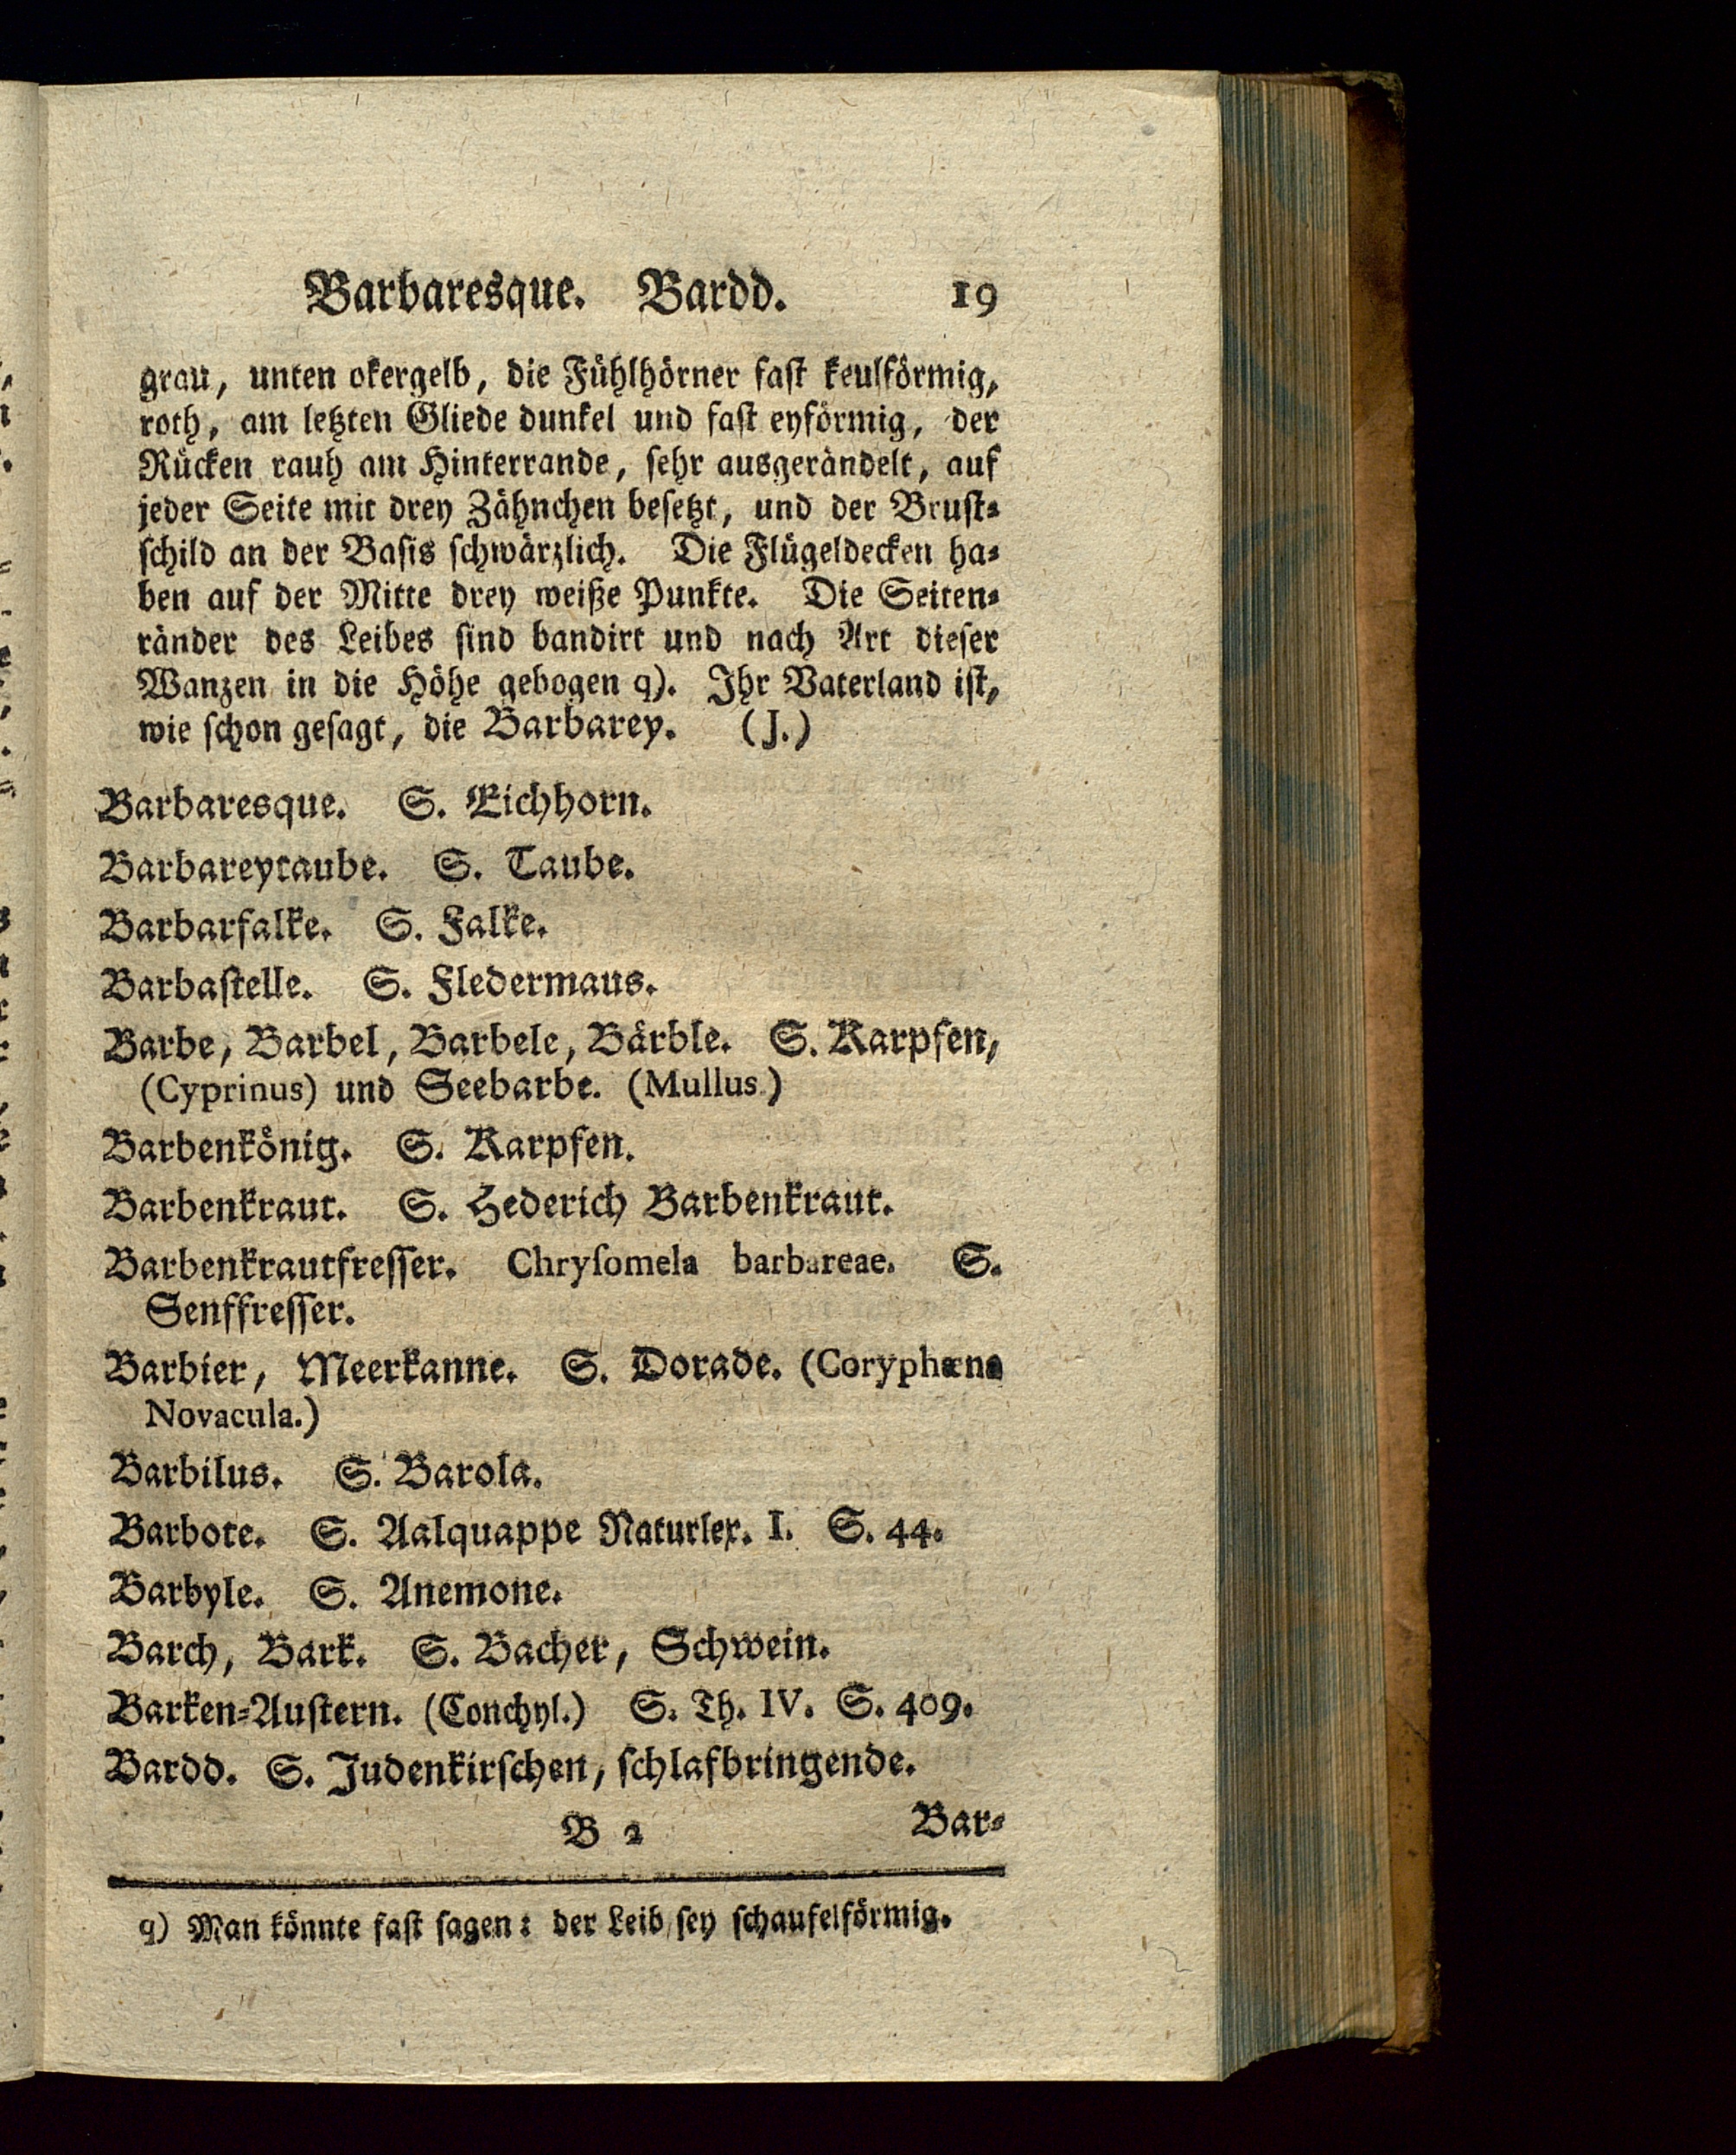 Barbaresque. Bardd. 19
grau, unten okergelb, die Fühlhörner faſt keulförmig,
roth, am letzten Gliede dunkel und faſt eyförmig, der
Rücken rauh am Hinterrande, ſehr ausgerändelt, auf
jeder Seite mit drey Zähnchen beſetzt, und der Bruſt⸗
ſchild an der Baſis ſchwärzlich. Die Flügeldecken ha⸗
ben auf der Mitte drey weiße Punkte. Die Seiten⸗
ränder des Leibes ſind bandirt und nach Art dieſer
Wanzen in die Höhe gebogen q). Ihr Vaterland iſt,
wie ſchon geſagt, die Barbarey. (J.)
Barbaresque. S. Eichhorn.
Barbareytaube. S. Taube.
Barbarfalke. S. Falke.
Barbaſtelle. S. Fledermaus.
Barbe, Barbel, Barbele, Bärble. S. Karpfen,
(Cyprinus) und Seebarbe. (Mullus)
Barbenkönig. S. Karpfen.
Barbenkraut. S. Hederich Barbenkraut.
Barbenkrautfreſſer. Chryſomela barbareae. S.
Senffreſſer.
Barbier, Meerkanne. S. Dorade. (Coryphæna
Novacula.)
Barbilus. S. Barola.
Barbote. S. Aalquappe Naturlex. I. S. 44.
Barbyle. S. Anemone.
Barch, Bark. S. Bacher, Schwein.
Barken⸗Auſtern. (Conchyl.) S. Th. IV. S. 409.
Bardd. S. Judenkirſchen, ſchlafbringende.
B 2 Bar⸗
q) Man könnte faſt ſagen: der Leib ſey ſchaufelförmig.